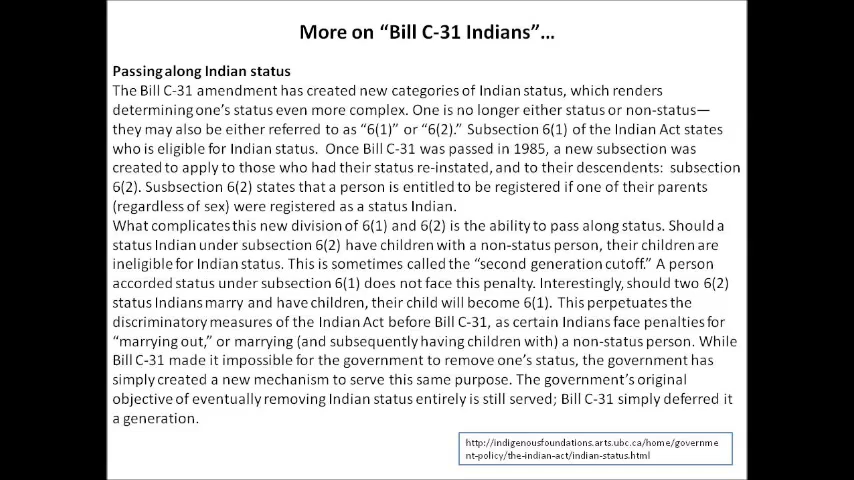 More on “Bill C-31 Indians”…
Passing along Indian status
The Bill C-31 amendment has created new categories of Indian status, which renders
determining one’s status even more complex. One is no longer either status or non-status—
they may also be either referred to as “6(1)” or “6(2).” Subsection 6(1) of the Indian Act states
who is eligible for Indian status. Once Bill C-31 was passed in 1985, a new subsection was
created to apply to those who had their status re-instated, and to their descendents: subsection
6(2). Susbsection 6(2) states that a person is entitled to be registered if one of their parents
(regardless of sex) were registered as a status Indian.
What complicates this new division of 6(1) and 6(2) is the ability to pass along status. Should a
status Indian under subsection 6(2) have children with a non-status person, their children are
ineligible for Indian status. This is sometimes called the “second generation cutoff.” A person
accorded status under subsection 6(1) does not face this penalty. Interestingly, should two 6(2)
status Indians marry and have children, their child will become 6(1). This perpetuates the
discriminatory measures of the Indian Act before Bill C-31, as certain Indians face penalties for
“marrying out,” or marrying (and subsequently having children with) a non-status person. While
Bill C-31 made it impossible for the government to remove one’s status, the government has
simply created a new mechanism to serve this same purpose. The government’s original
objective of eventually removing Indian status entirely is still served; Bill C-31 simply deferred it
a generation.
http://indigenousfoundations.arts.ubc.ca/home/governme
nt-policy/the-indian-act/indian-status.html